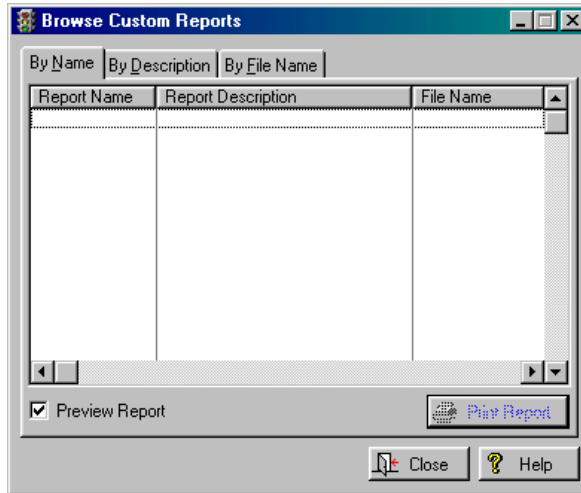 Browse Custom Reports
By Name By Description By File Name
Report Name Report Description File Name
Preview Report Print Report
Close Help